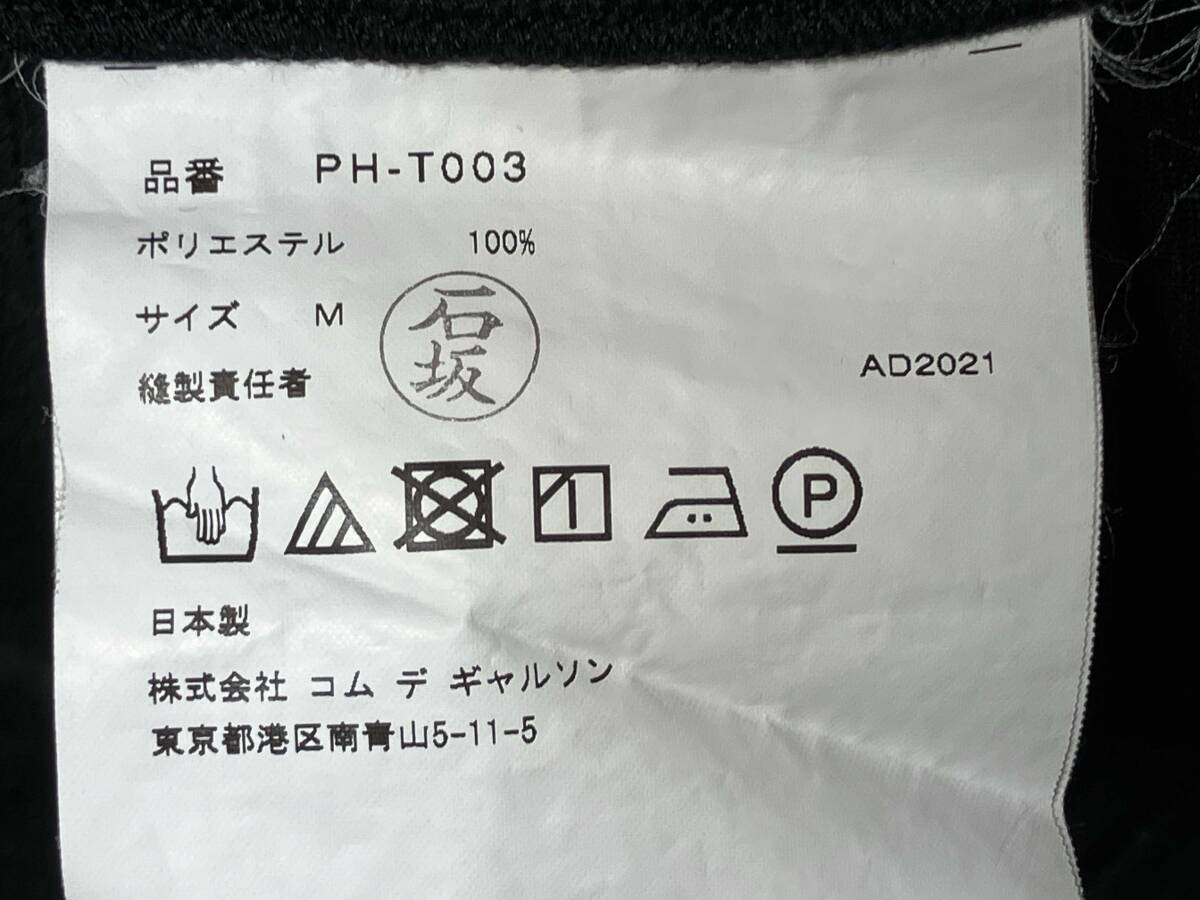 品番 PH-T003
ポリエステル 100%
サイズ M
石坂
縫製責任者
AD2021
P
日本製
株式会社 コム デ ギャルソン
東京都港区南青山5-11-5